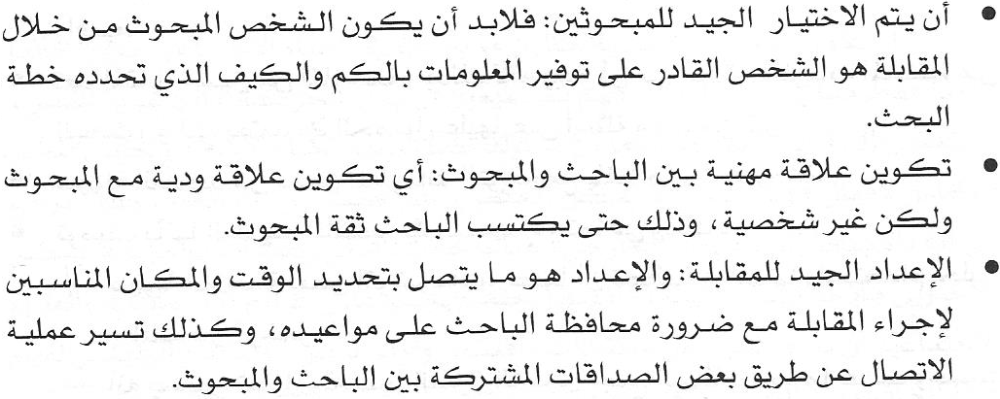 • أن يتم الاختيار الجيد للمبحوثين: فلابد أن يكون الشخص المبحوث من خلال
المقابلة هو الشخص القادر على توفير المعلومات بالكم والكيف الذي تحدده خطة
البحث.
• تكوين علاقة مهنية بين الباحث والمبحوث: أي تكوين علاقة ودية مع المبحوث
ولكن غير شخصية، وذلك حتى يكتسب الباحث ثقة المبحوث.
• الإعداد الجيد للمقابلة: والإعداد هو ما يتصل بتحديد الوقت والمكان المناسبين
لإجراء المقابلة مع ضرورة محافظة الباحث على مواعيده، وكذلك تسير عملية
الاتصال عن طريق بعض الصداقات المشتركة بين الباحث والمبحوث.